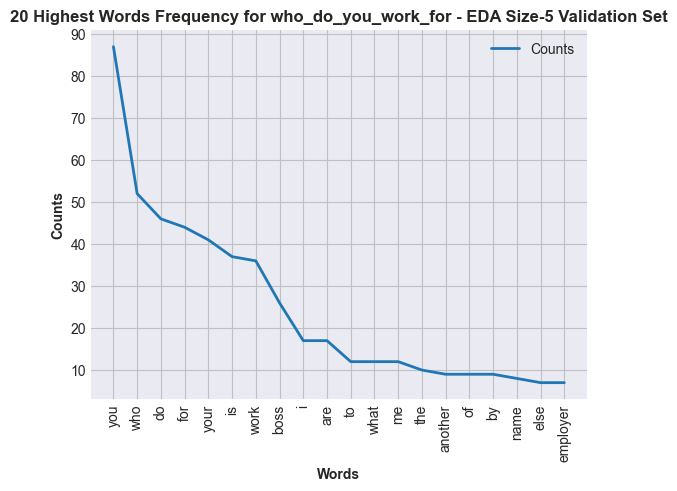 20 Highest Words Frequency for who_do_you_work_for - EDA Size-5 Validation Set
Counts
Counts
90
80
70
60
50
40
30
20
10
you
who
do
for
your
is
work
boss
i
are
to
what
me
the
another
of
by
name
else
employer
Words